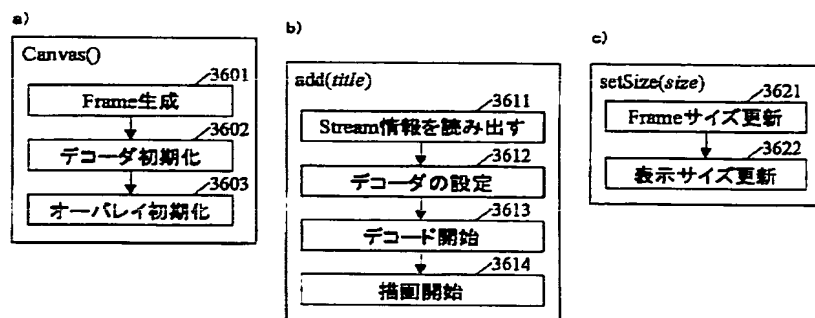 a)
Canvas()
3601
Frame生成
3602
デコーダ初期化
3603
オーバレイ初期化
b)
add(title)
3611
Stream情報を読み出す
3612
デコーダの設定
3613
デコード開始
3614
描画開始
c)
setSize(size)
3621
Frameサイズ更新
3622
表示サイズ更新